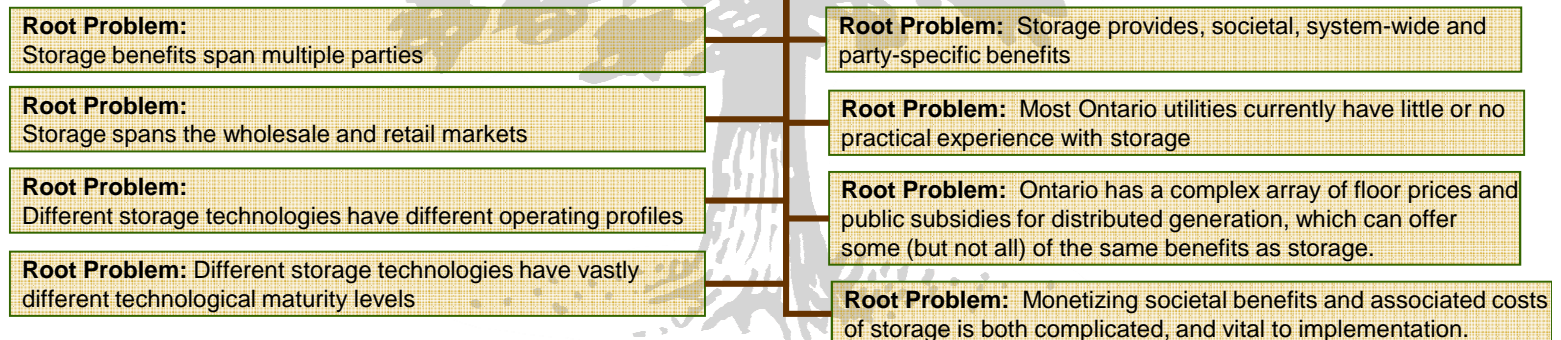 Root Problem:
Storage benefits span multiple parties
Root Problem:
Storage spans the wholesale and retail markets
Root Problem:
Different storage technologies have different operating profiles
Root Problem: Different storage technologies have vastly
different technological maturity levels
Root Problem:  Storage provides, societal, system-wide and
party-specific benefits
Root Problem:  Most Ontario utilities currently have little or no
practical experience with storage
Root Problem:  Ontario has a complex array of floor prices and
public subsidies for distributed generation, which can offer
some (but not all) of the same benefits as storage.
Root Problem:  Monetizing societal benefits and associated costs
of storage is both complicated, and vital to implementation.